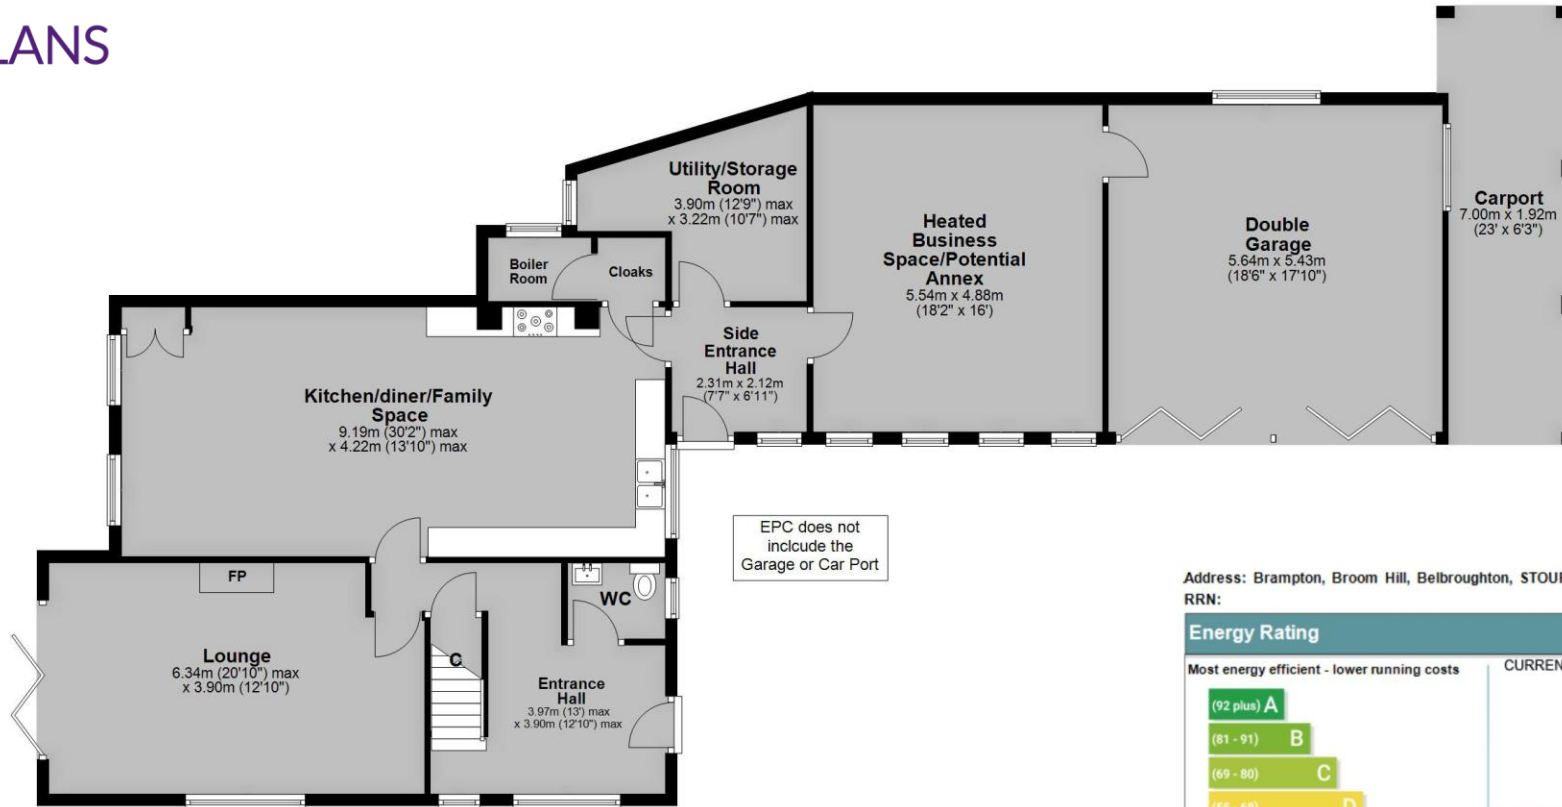 LANS
Utility/Storage
Room
3.90m (12'9") max
x 3.22m (10'7") max
Boiler
Room
Cloaks
Heated
Business
Space/Potential
Annex
5.54m x 4.88m
(18'2" x 16')
Double
Garage
5.64m x 5.43m
(18'6" x 17'10")
Carport
7.00m x 1.92m
(23' x 6'3")
Side
Entrance
Hall
2.31m x 2.12m
(7'7" x 6'11")
Kitchen/diner/Family
Space
9.19m (30'2") max
x 4.22m (13'10") max
EPC does not
inclcude the
Garage or Car Port
FP
WC
Lounge
6.34m (20'10") max
x 3.90m (12'10")
C
Entrance
Hall
3.97m (13') max
x 3.90m (12'10") max
Address: Brampton, Broom Hill, Belbroughton, STOUR
RRN:
Energy Rating
Most energy efficient - lower running costs
CURREN
(92 plus) A
(81 - 91) B
(69 - 80) C
(55 - 68) D